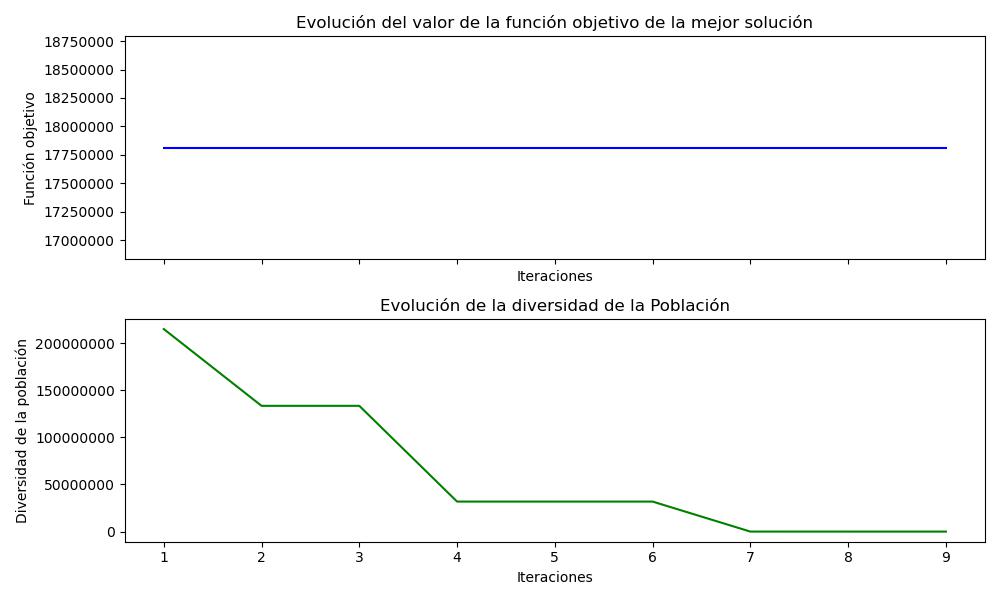 Evolución del valor de la función objetivo de la mejor solución
18750000
18500000
18250000
18000000
17750000
17500000
17250000
17000000
Función objetivo
Iteraciones
Evolución de la diversidad de la Población
200000000
150000000
100000000
50000000
0
Diversidad de la población
1 2 3 4 5 6 7 8 9
Iteraciones